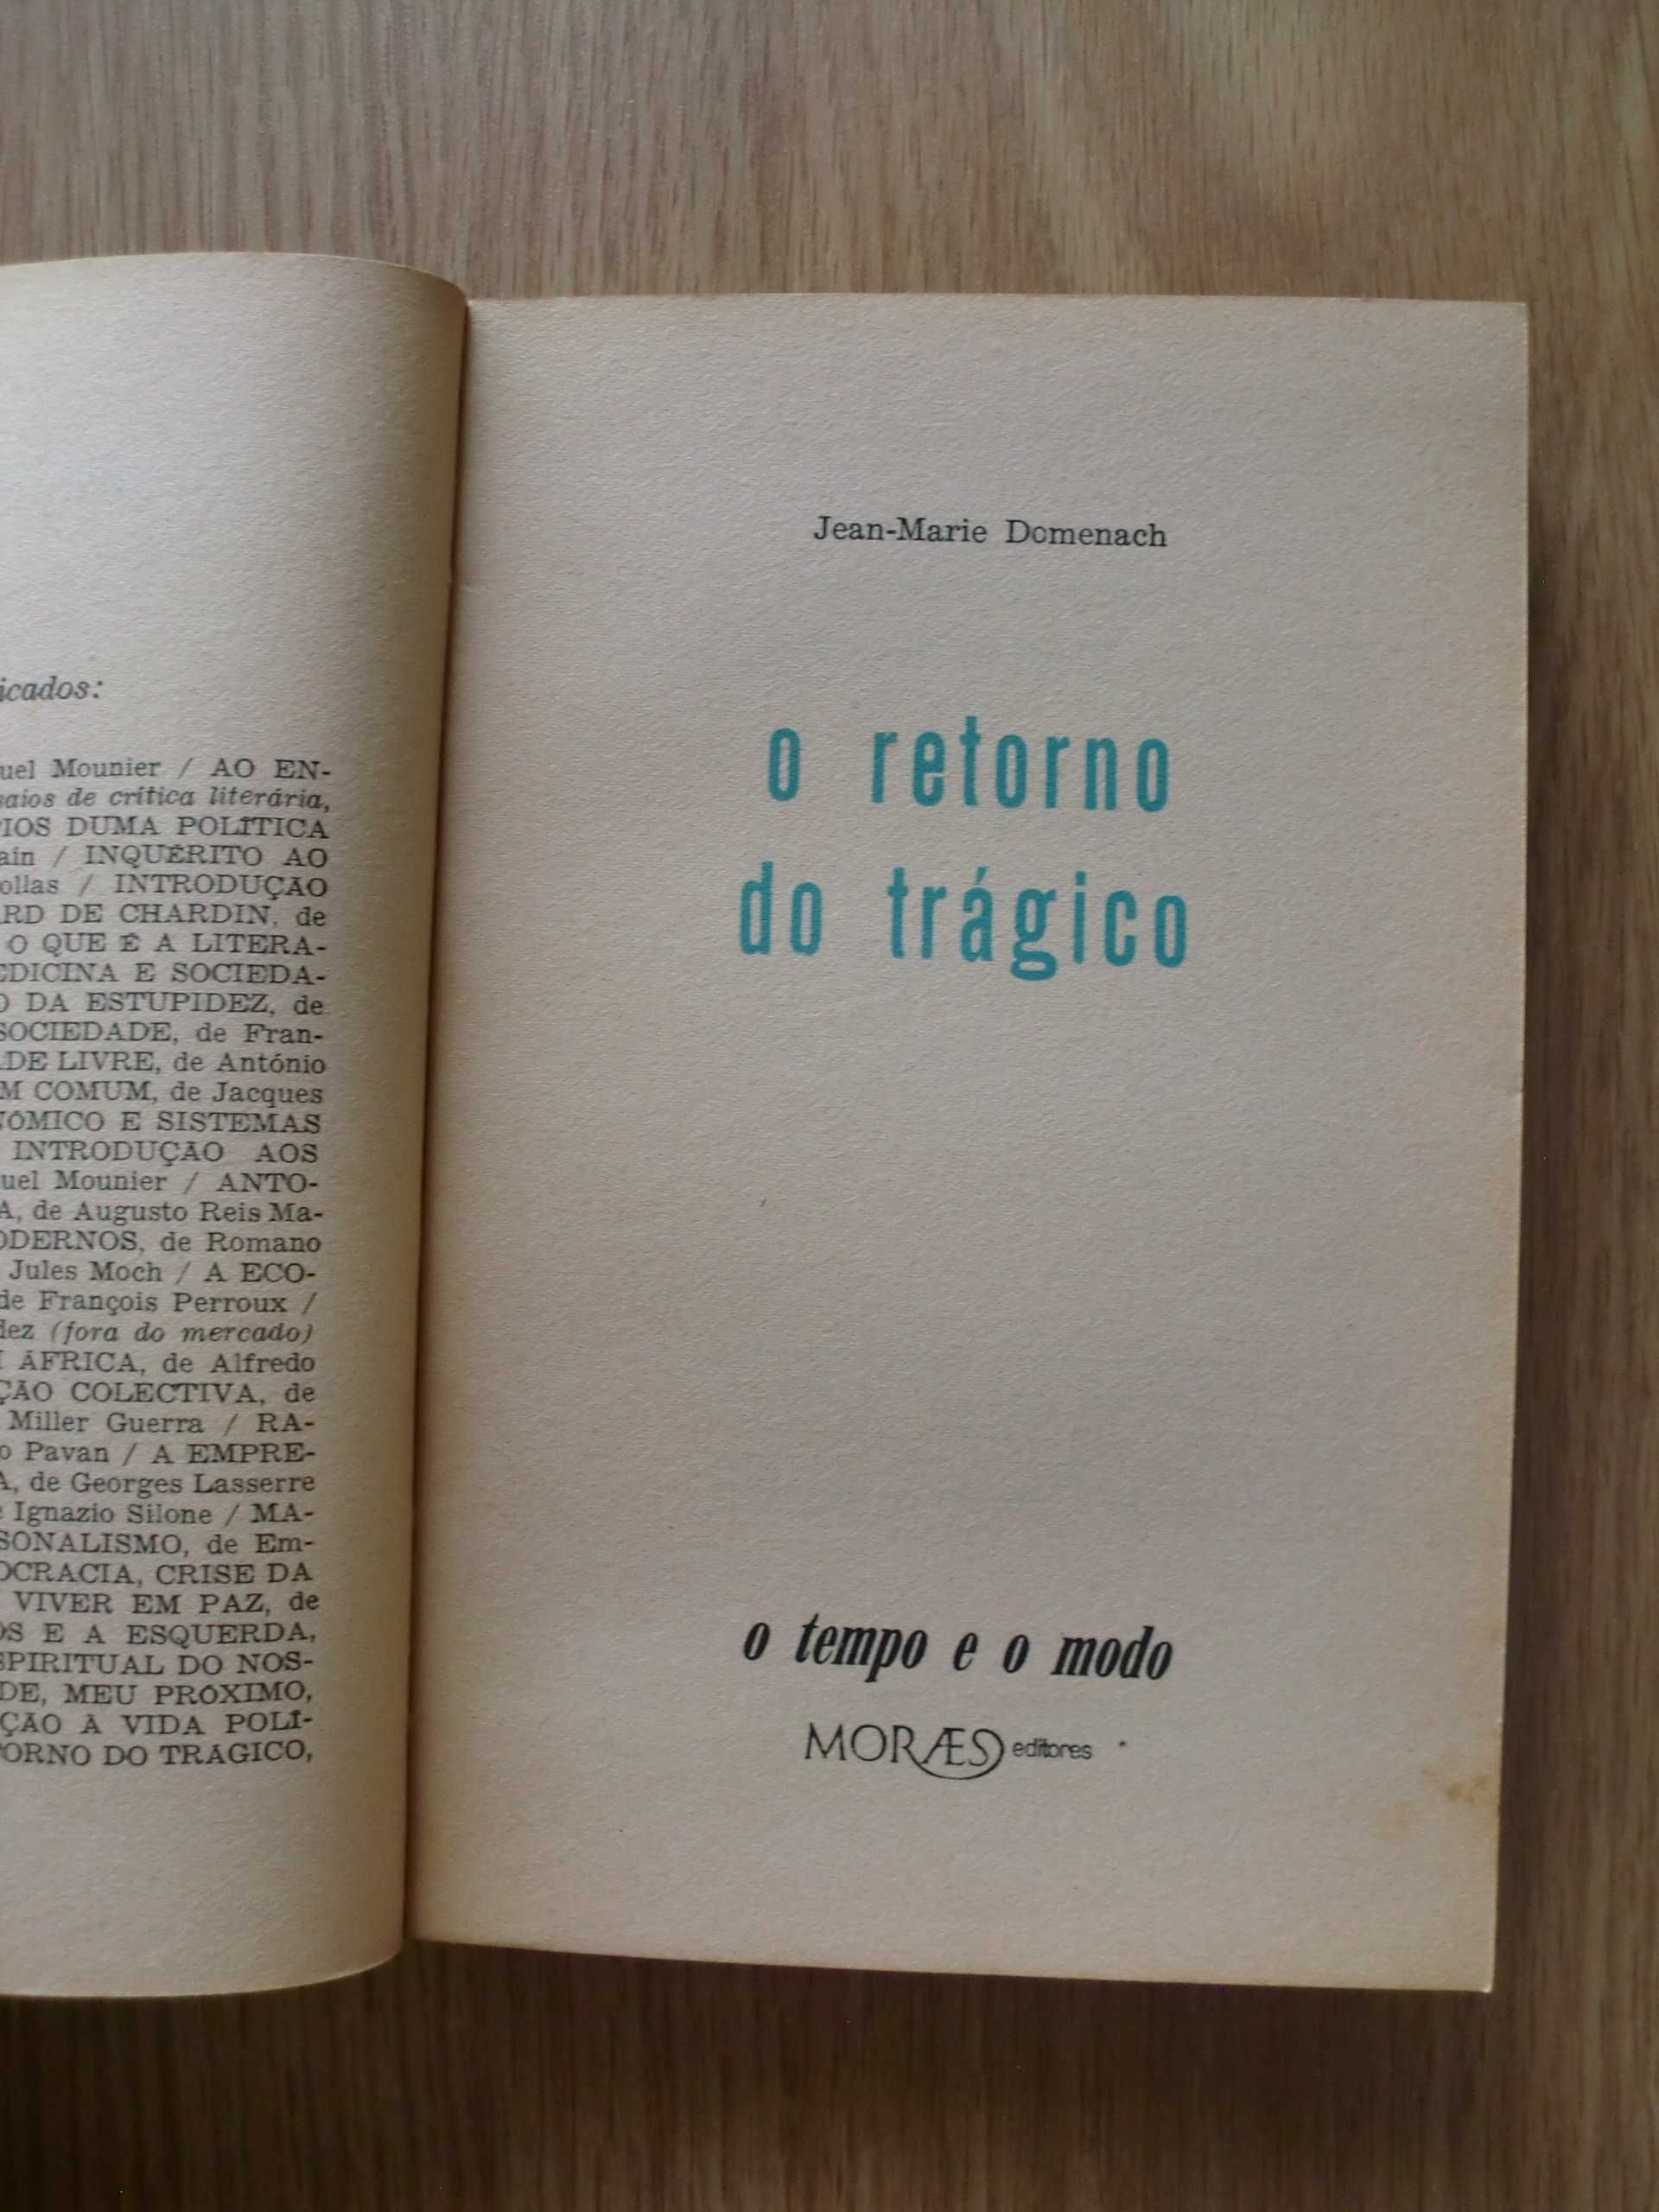 icados:
uel Mounier / AO EN-
saios de crítica literária,
PIOS DUMA POLÍTICA
ain / INQUÉRITO AO
ollas / INTRODUÇÃO
RD DE CHARDIN, de
O QUE É A LITERA-
EDICINA E SOCIEDA-
O DA ESTUPIDEZ, de
SOCIEDADE, de Fran-
DE LIVRE, de António
M COMUM, de Jacques
NÓMICO E SISTEMAS
INTRODUÇÃO AOS
uel Mounier / ANTO-
A, de Augusto Reis Ma-
ODERNOS, de Romano
Jules Moch / A ECO-
de François Perroux /
dez (fora do mercado)
ÁFRICA, de Alfredo
ÇÃO COLECTIVA, de
Miller Guerra / RA-
o Pavan / A EMPRE-
A, de Georges Lasserre
e Ignazio Silone / MA-
SONALISMO, de Em-
OCRACIA, CRISE DA
VIVER EM PAZ, de
OS E A ESQUERDA,
SPIRITUAL DO NOS-
DE, MEU PRÓXIMO,
ÇÃO À VIDA POLÍ-
TORNO DO TRÁGICO,
Jean-Marie Domenach
o retorno
do trágico
o tempo e o modo
MORÆS editores